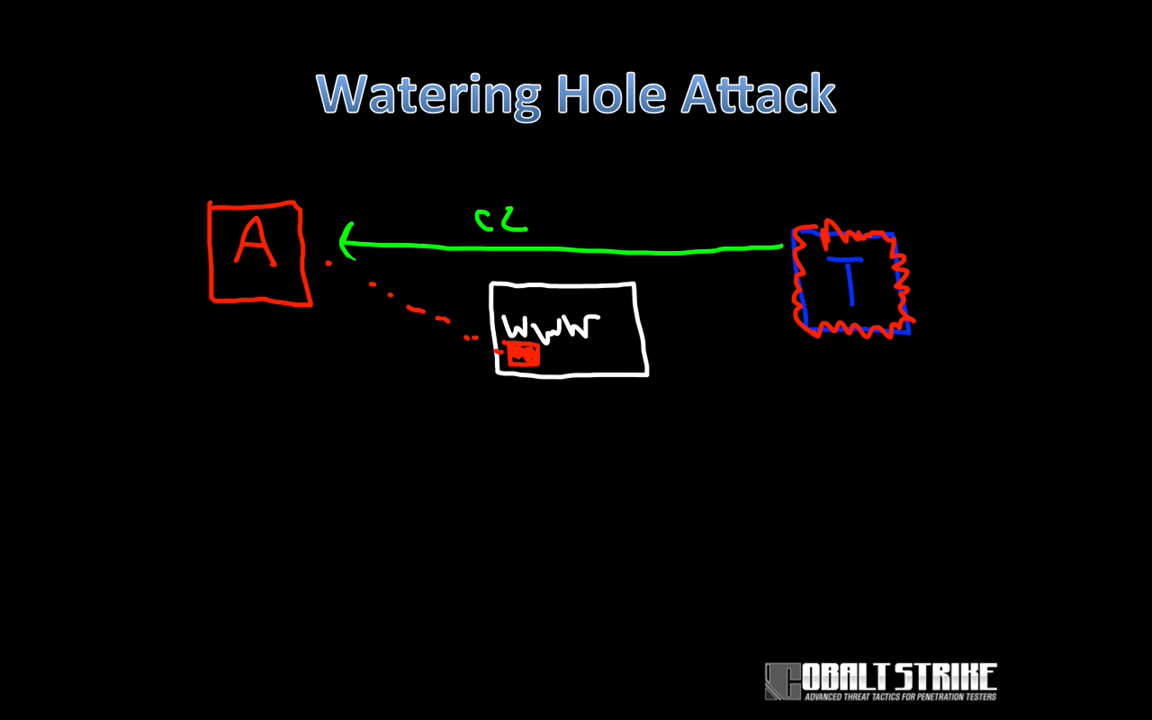 Watering Hole Attack
C2
A
T
WWW
COBALT STRIKE
ADVANCED THREAT TACTICS FOR PENETRATION TESTERS